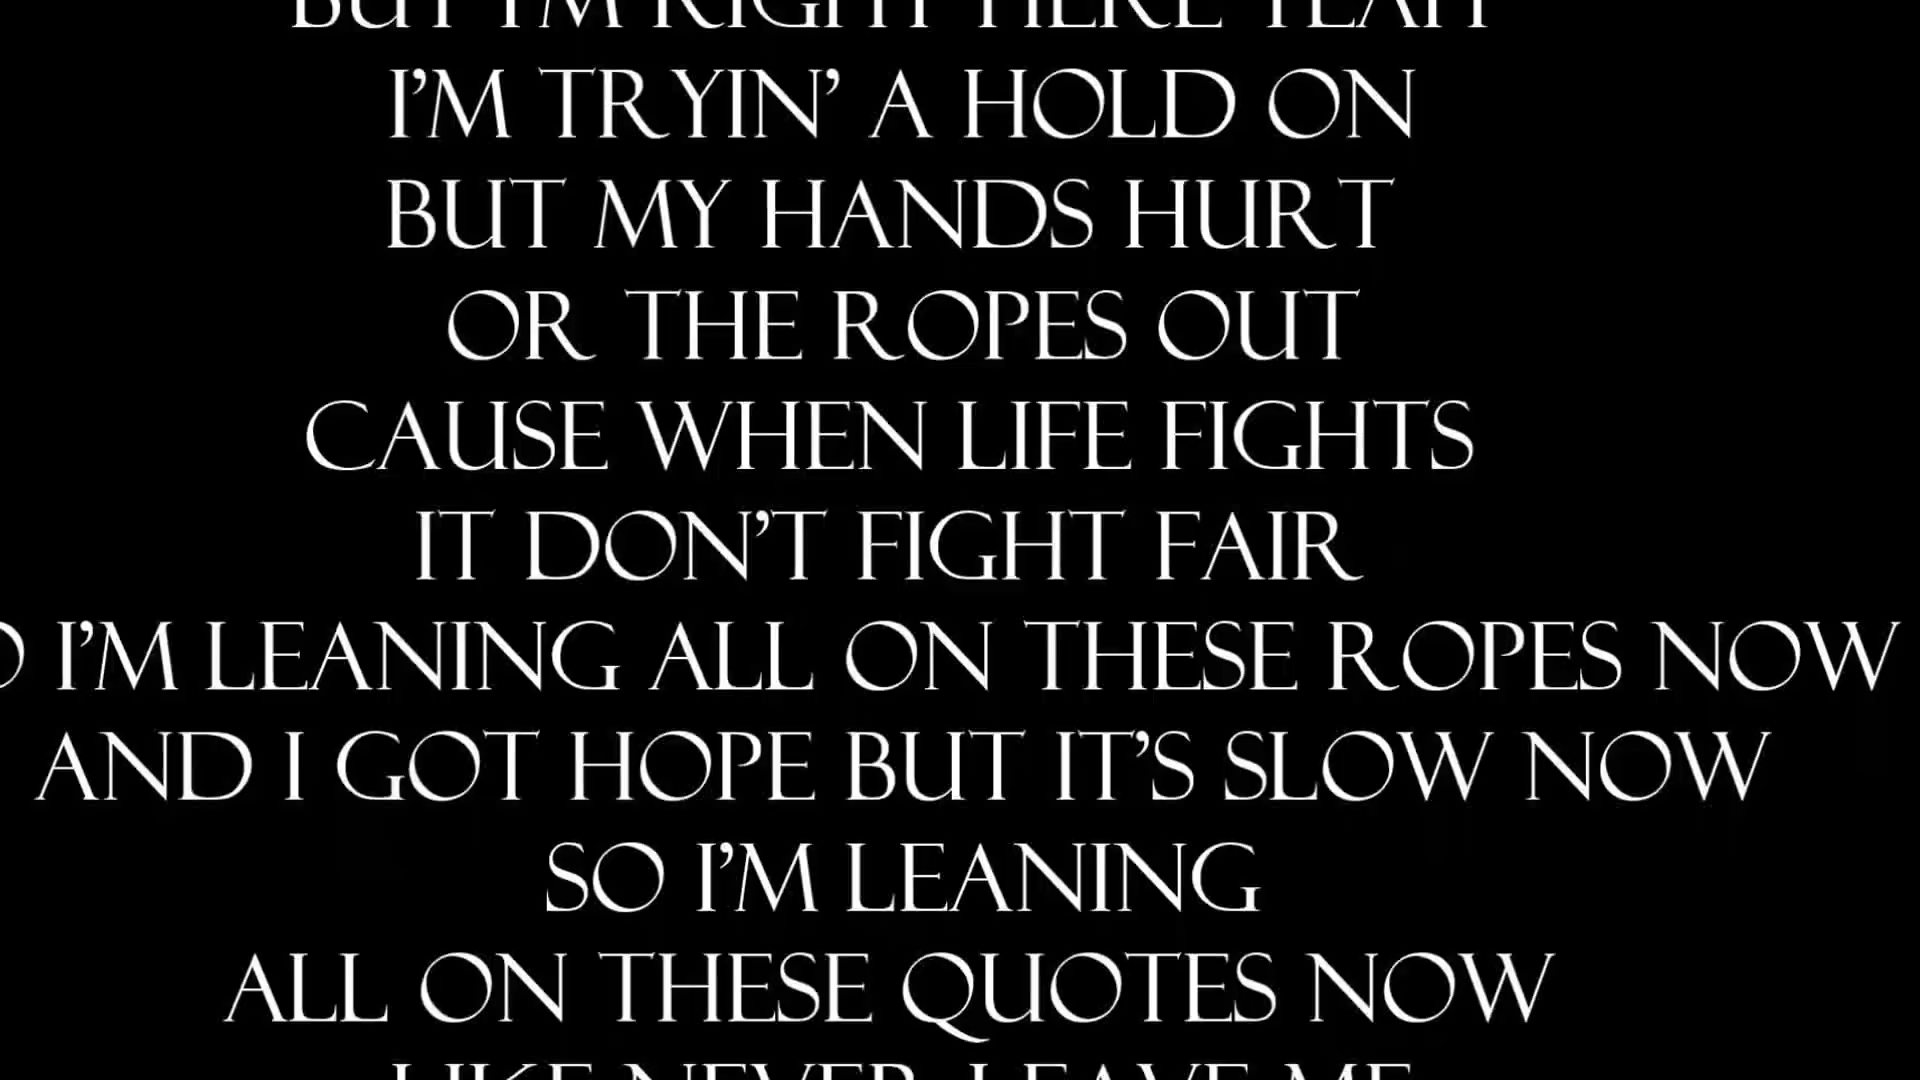 BUT I'M RIGHT HERE YEAH
I'M TRYIN' A HOLD ON
BUT MY HANDS HURT
OR THE ROPES OUT
CAUSE WHEN LIFE FIGHTS
IT DON'T FIGHT FAIR
I'M LEANING ALL ON THESE ROPES NOW
AND I GOT HOPE BUT IT'S SLOW NOW
SO I'M LEANING
ALL ON THESE QUOTES NOW
LIKE NEVER LEAVE ME